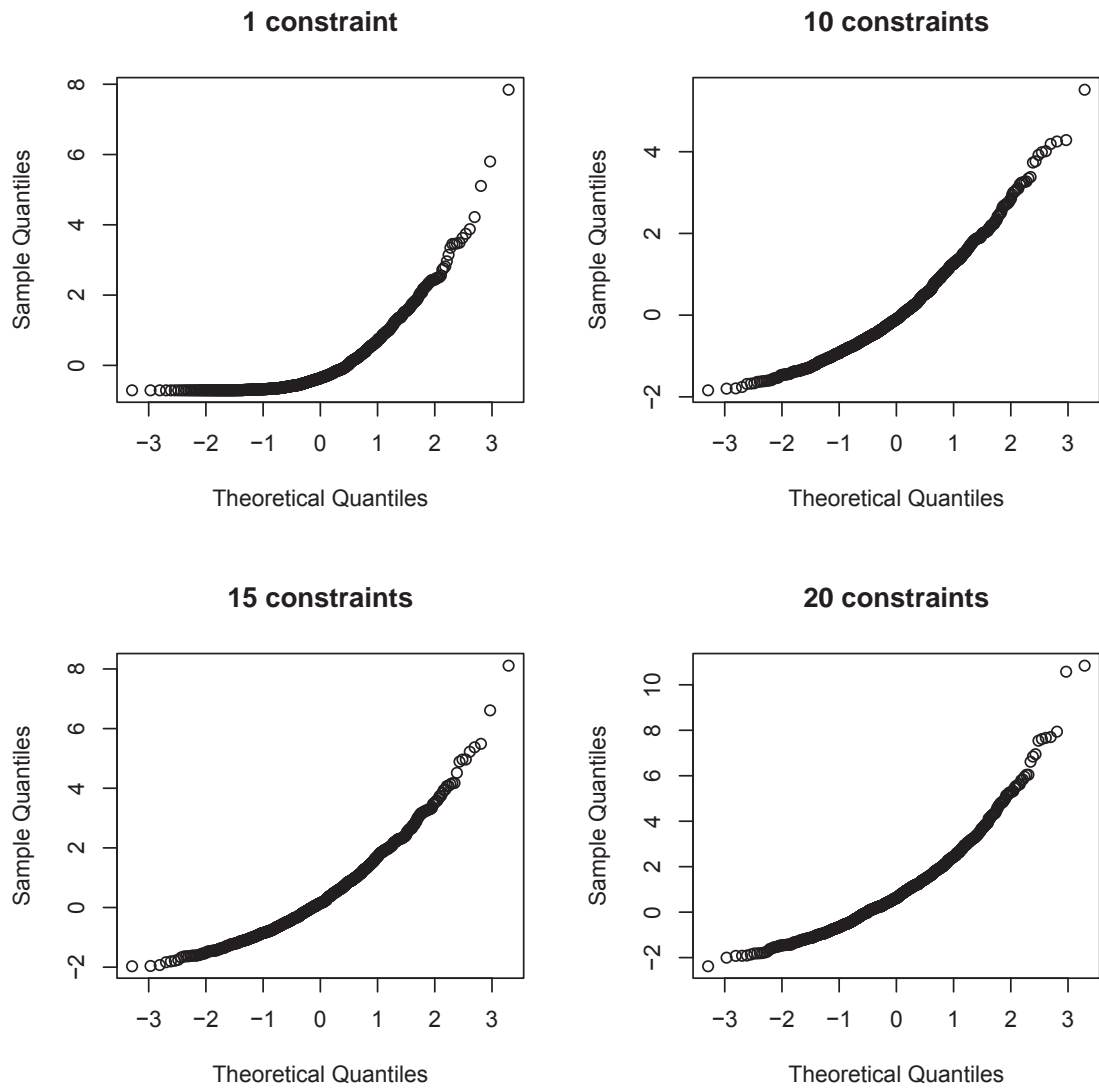 1 constraint
10 constraints
Sample Quantiles
8
6
4
2
0
−3 −2 −1 0 1 2 3
Theoretical Quantiles
Sample Quantiles
4
2
0
−2
−3 −2 −1 0 1 2 3
Theoretical Quantiles
15 constraints
20 constraints
Sample Quantiles
8
6
4
2
0
−2
−3 −2 −1 0 1 2 3
Theoretical Quantiles
Sample Quantiles
10
8
6
4
2
0
−2
−3 −2 −1 0 1 2 3
Theoretical Quantiles